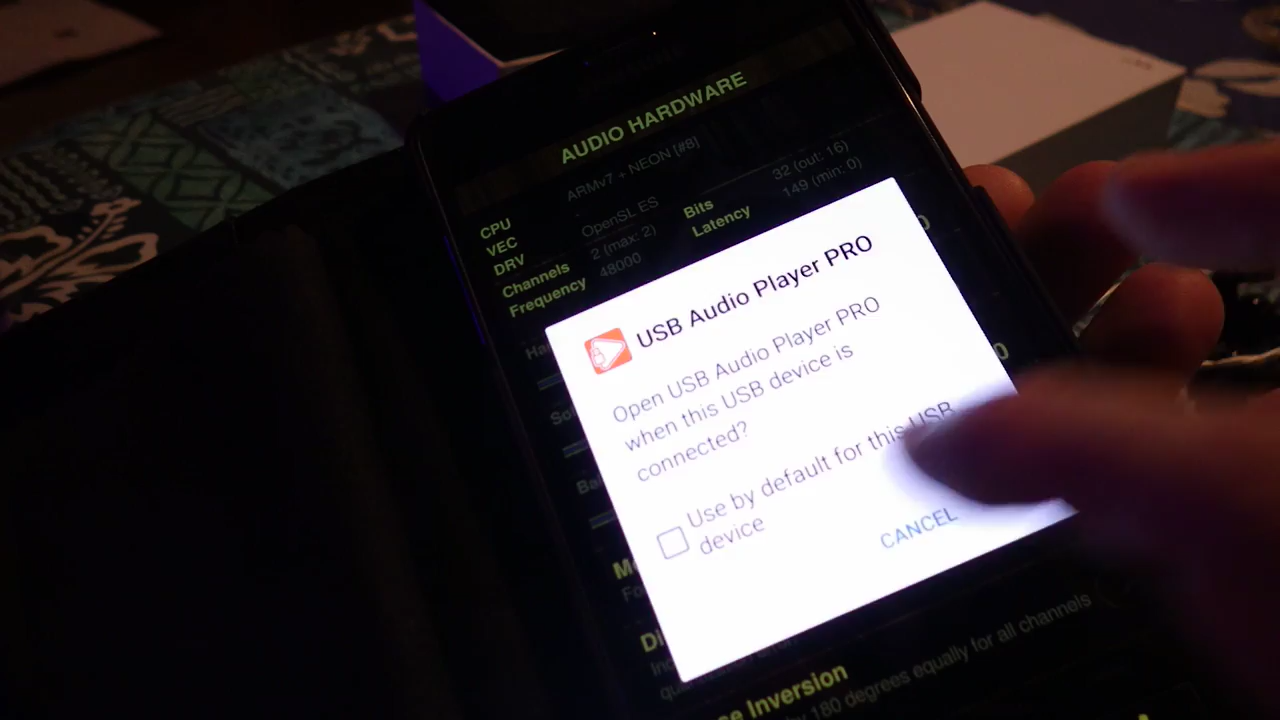 AUDIO HARDWARE
CPU ARMv7 + NEON [#8]
VEC
DRV OpenSL ES Bits 32 (out: 16)
Channels 2 (max: 2) Latency 149 (min: 0)
Frequency 48000
USB Audio Player PRO
Open USB Audio Player PRO
when this USB device is
connected?
Use by default for this USB
device
CANCEL
se Inversion
by 180 degrees equally for all channels